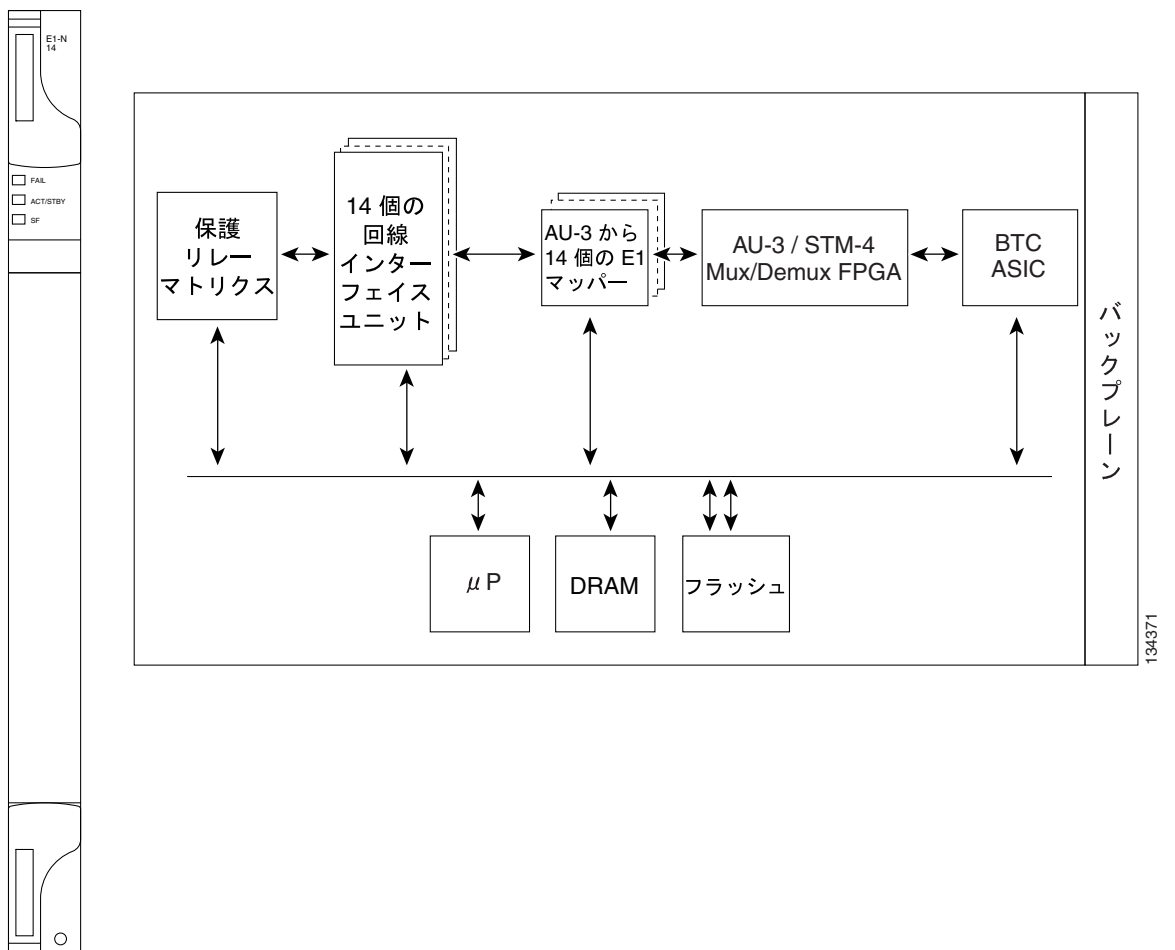 E1-N
14
FAIL
ACT/STBY
SF
保護
リレー
マトリクス
14 個の
回線
インター
フェイス
ユニット
AU-3 から
14 個の E1
マッパー
AU-3 / STM-4
Mux/Demux FPGA
BTC
ASIC
バックプレーン
μ P
DRAM
フラッシュ
134371